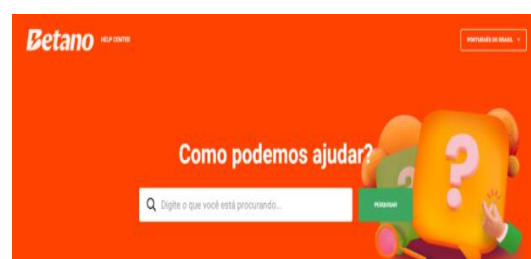 Betano HELP CENTER
PORTUGUÊS DO BRASIL
Como podemos ajudar?
Digite o que você está procurando...
PESQUISAR